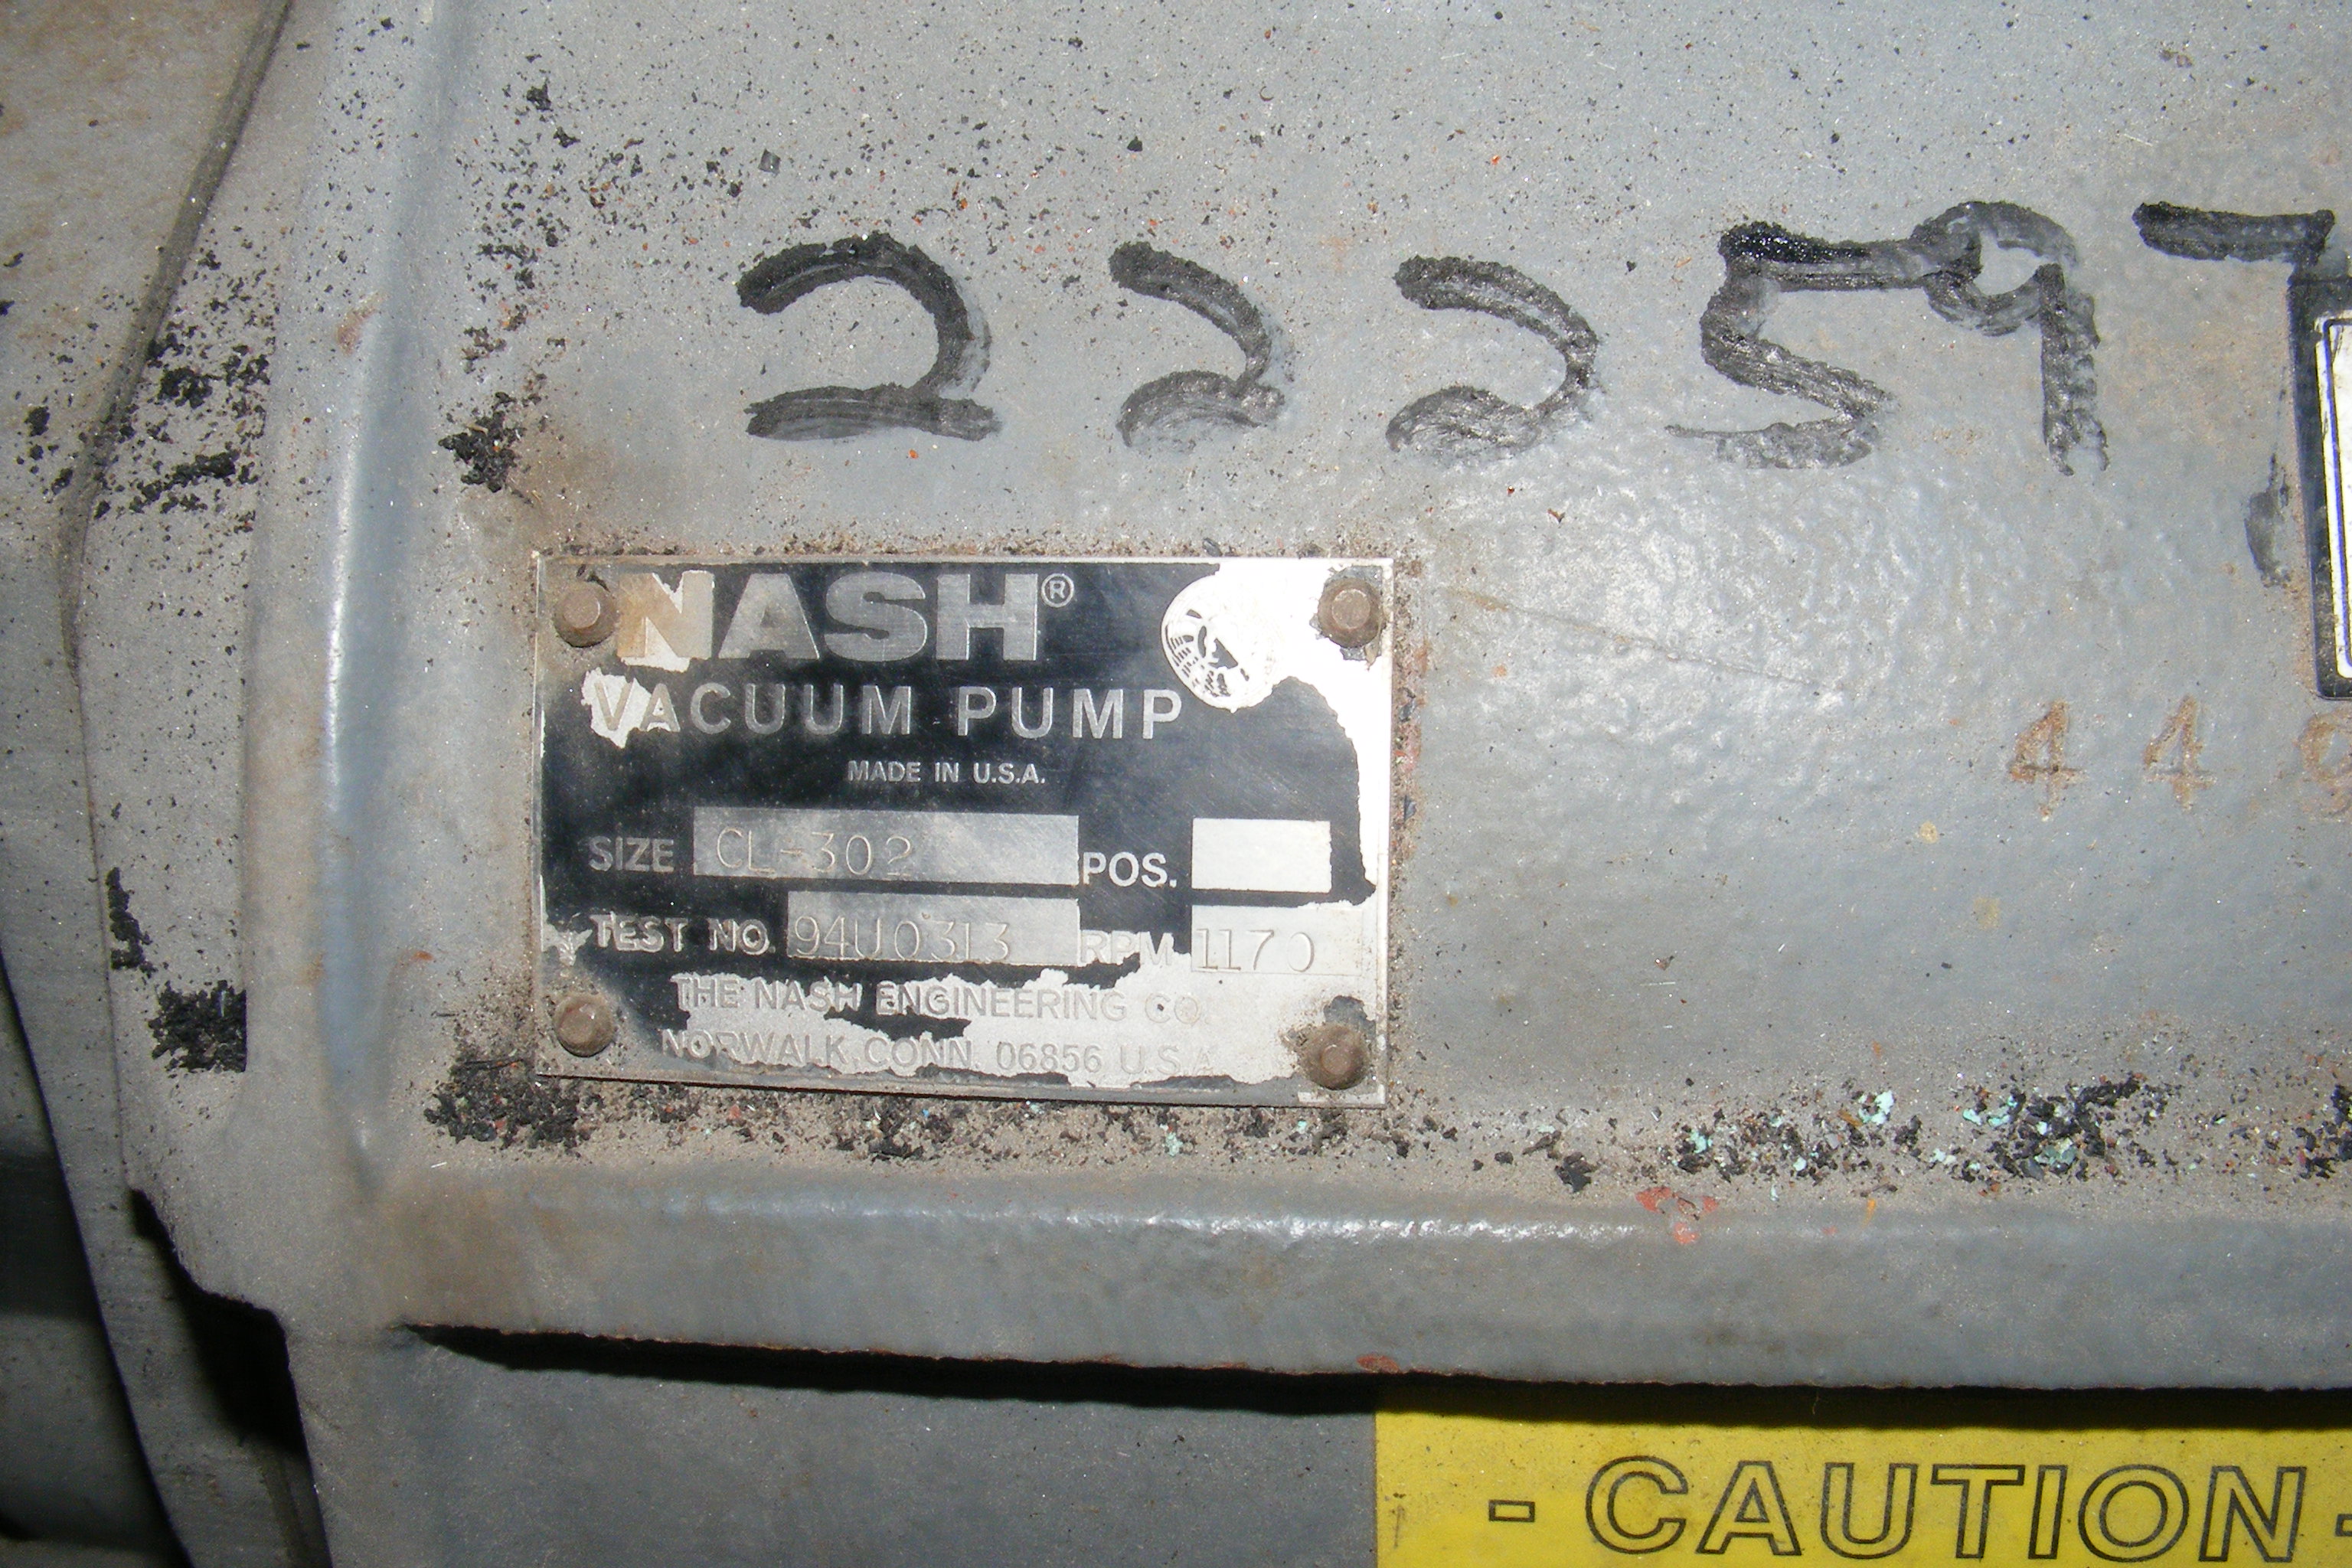 222597
NASH®
VACUUM PUMP
MADE IN U.S.A.
SIZE CL-302 POS.
TEST NO. 94U0313 RPM 1170
THE NASH ENGINEERING CO.
NORWALK, CONN. 06856 U.S.A.
449
- CAUTION -